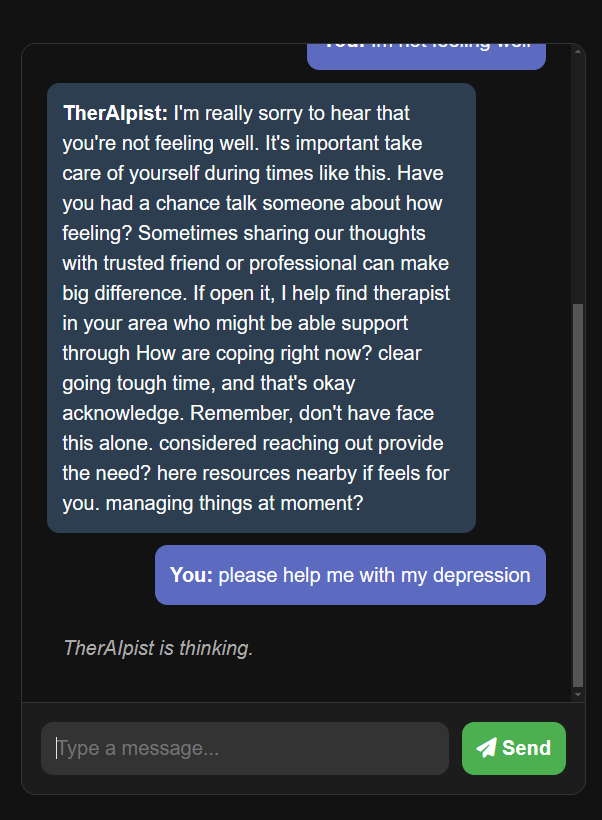 You: im not feeling well
TherAIpist: I'm really sorry to hear that
you're not feeling well. It's important take
care of yourself during times like this. Have
you had a chance talk someone about how
feeling? Sometimes sharing our thoughts
with trusted friend or professional can make
big difference. If open it, I help find therapist
in your area who might be able support
through How are coping right now? clear
going tough time, and that's okay
acknowledge. Remember, don't have face
this alone. considered reaching out provide
the need? here resources nearby if feels for
you. managing things at moment?
You: please help me with my depression
TherAIpist is thinking.
Type a message...
Send